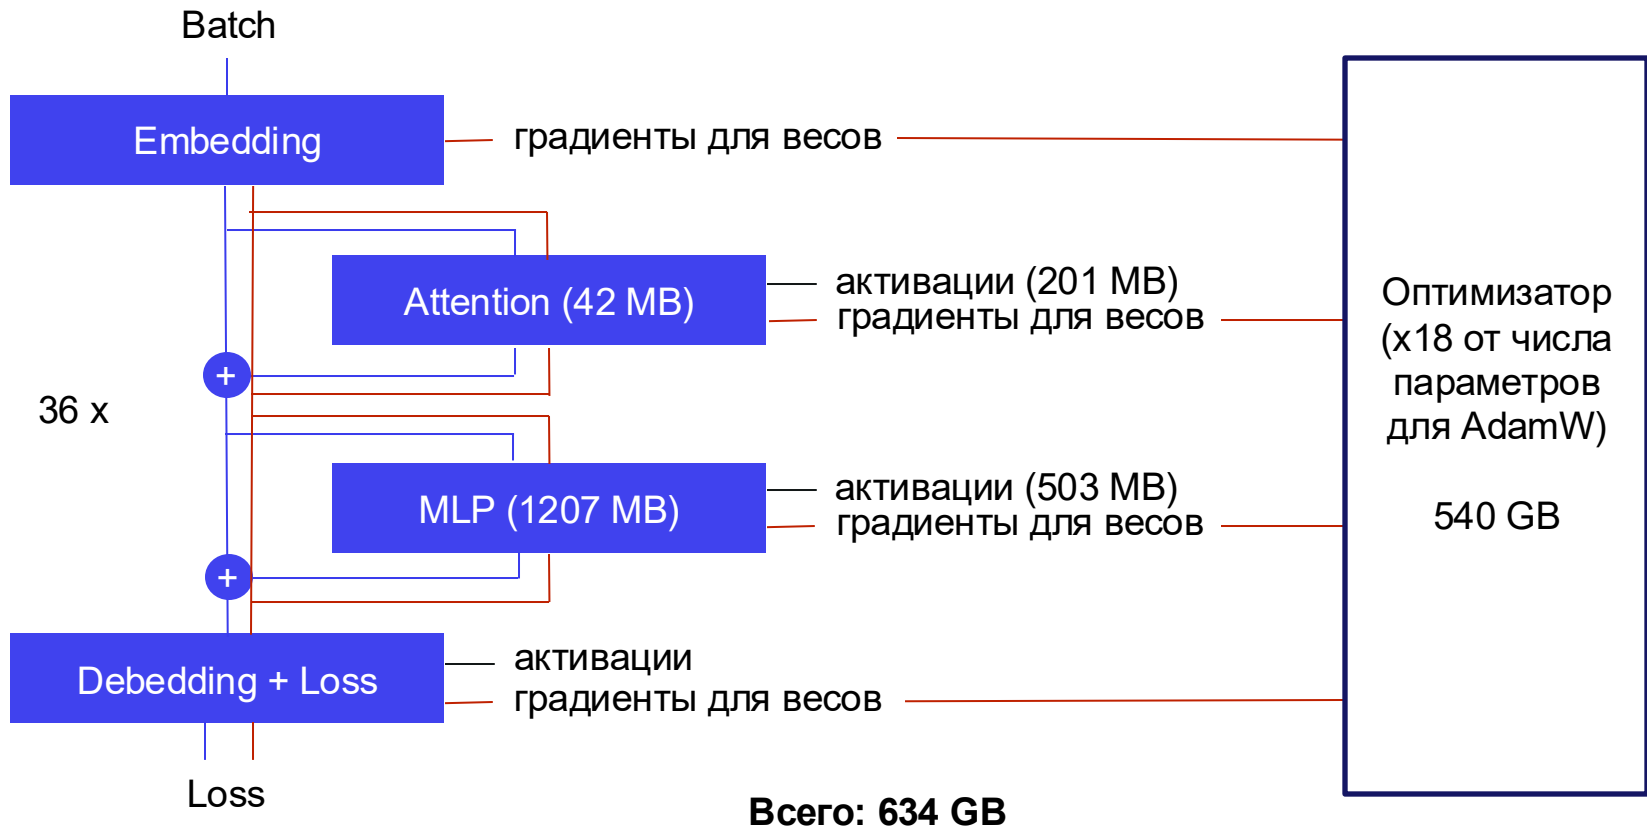 Batch
Embedding
градиенты для весов
Attention (42 MB)
активации (201 MB)
градиенты для весов
+
36 x
MLP (1207 MB)
активации (503 MB)
градиенты для весов
+
Debedding + Loss
активации
градиенты для весов
Loss
Оптимизатор
(x18 от числа
параметров
для AdamW)
540 GB
Всего: 634 GB